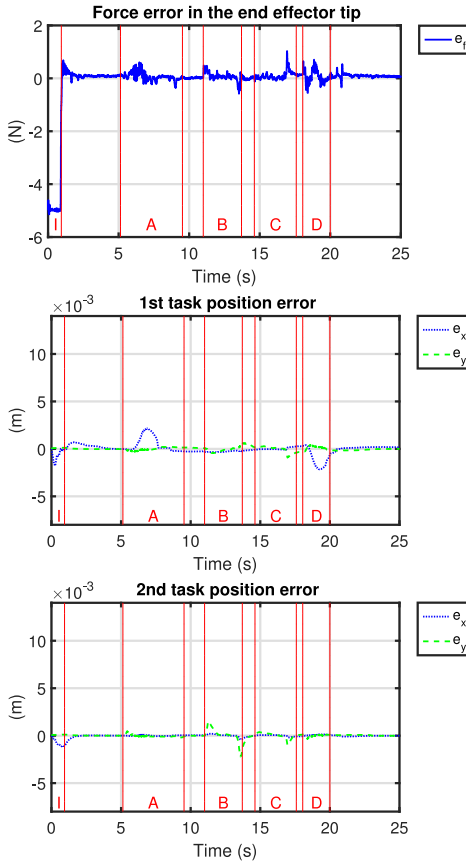 Force error in the end effector tip
2
0
-2
-4
-6
(N)
I A B C D
0 5 10 15 20 25
Time (s)
e_f
×10^-3
1st task position error
10
5
0
-5
(m)
I A B C D
0 5 10 15 20 25
Time (s)
e_x
e_y
×10^-3
2nd task position error
10
5
0
-5
(m)
I A B C D
0 5 10 15 20 25
Time (s)
e_x
e_y